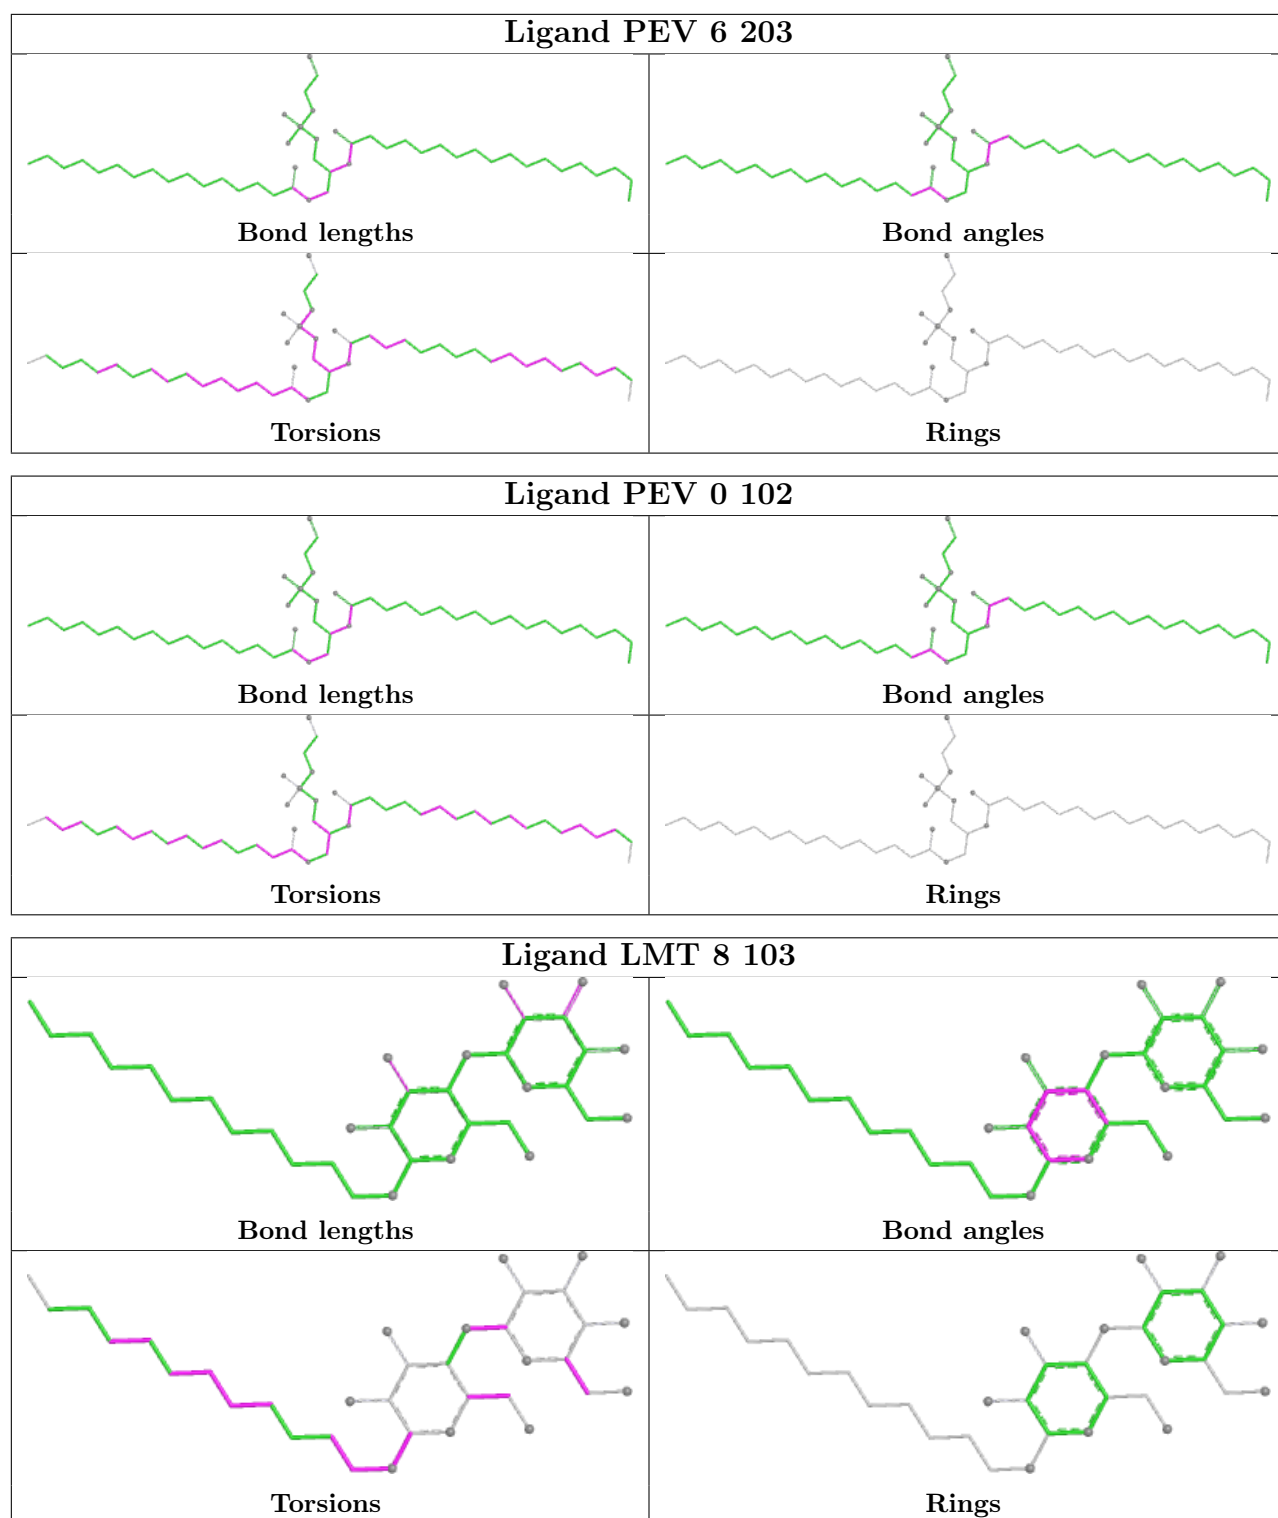 Ligand PEV 6 203
Bond lengths
Bond angles
Torsions
Rings
Ligand PEV 0 102
Bond lengths
Bond angles
Torsions
Rings
Ligand LMT 8 103
Bond lengths
Bond angles
Torsions
Rings